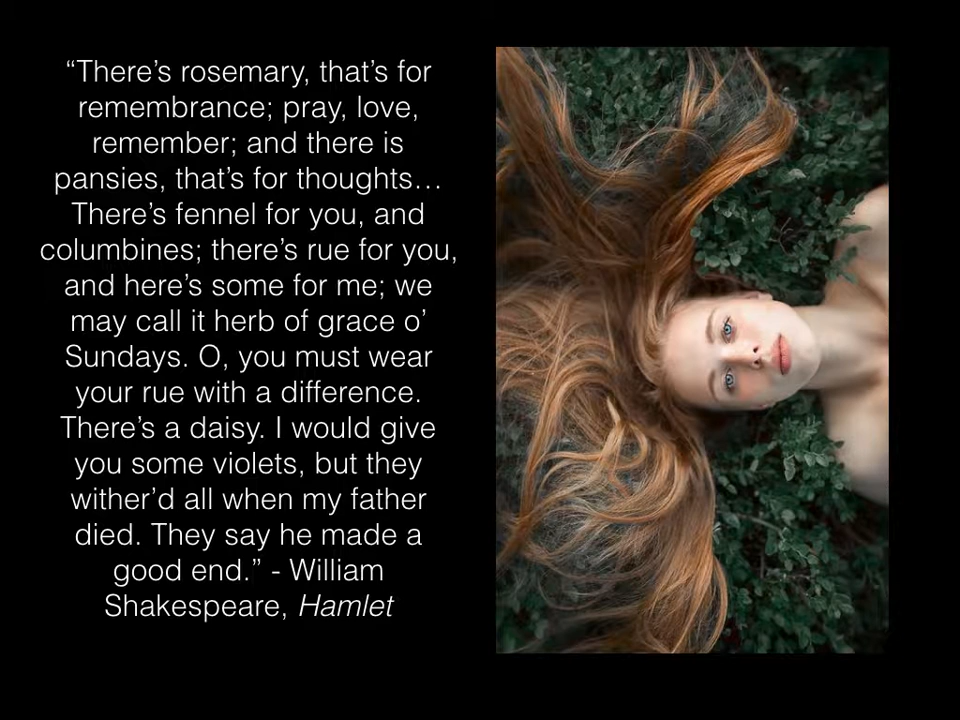 “There’s rosemary, that’s for
remembrance; pray, love,
remember; and there is
pansies, that’s for thoughts…
There’s fennel for you, and
columbines; there’s rue for you,
and here’s some for me; we
may call it herb of grace o’
Sundays. O, you must wear
your rue with a difference.
There’s a daisy. I would give
you some violets, but they
wither’d all when my father
died. They say he made a
good end.” - William
Shakespeare, Hamlet